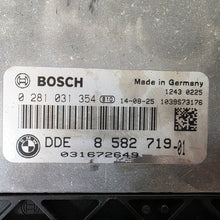 BOSCH
Made in Germany
1243 0225
0 281 031 354 14-08-25 1039S73176
DDE 8 582 719-01
031672649